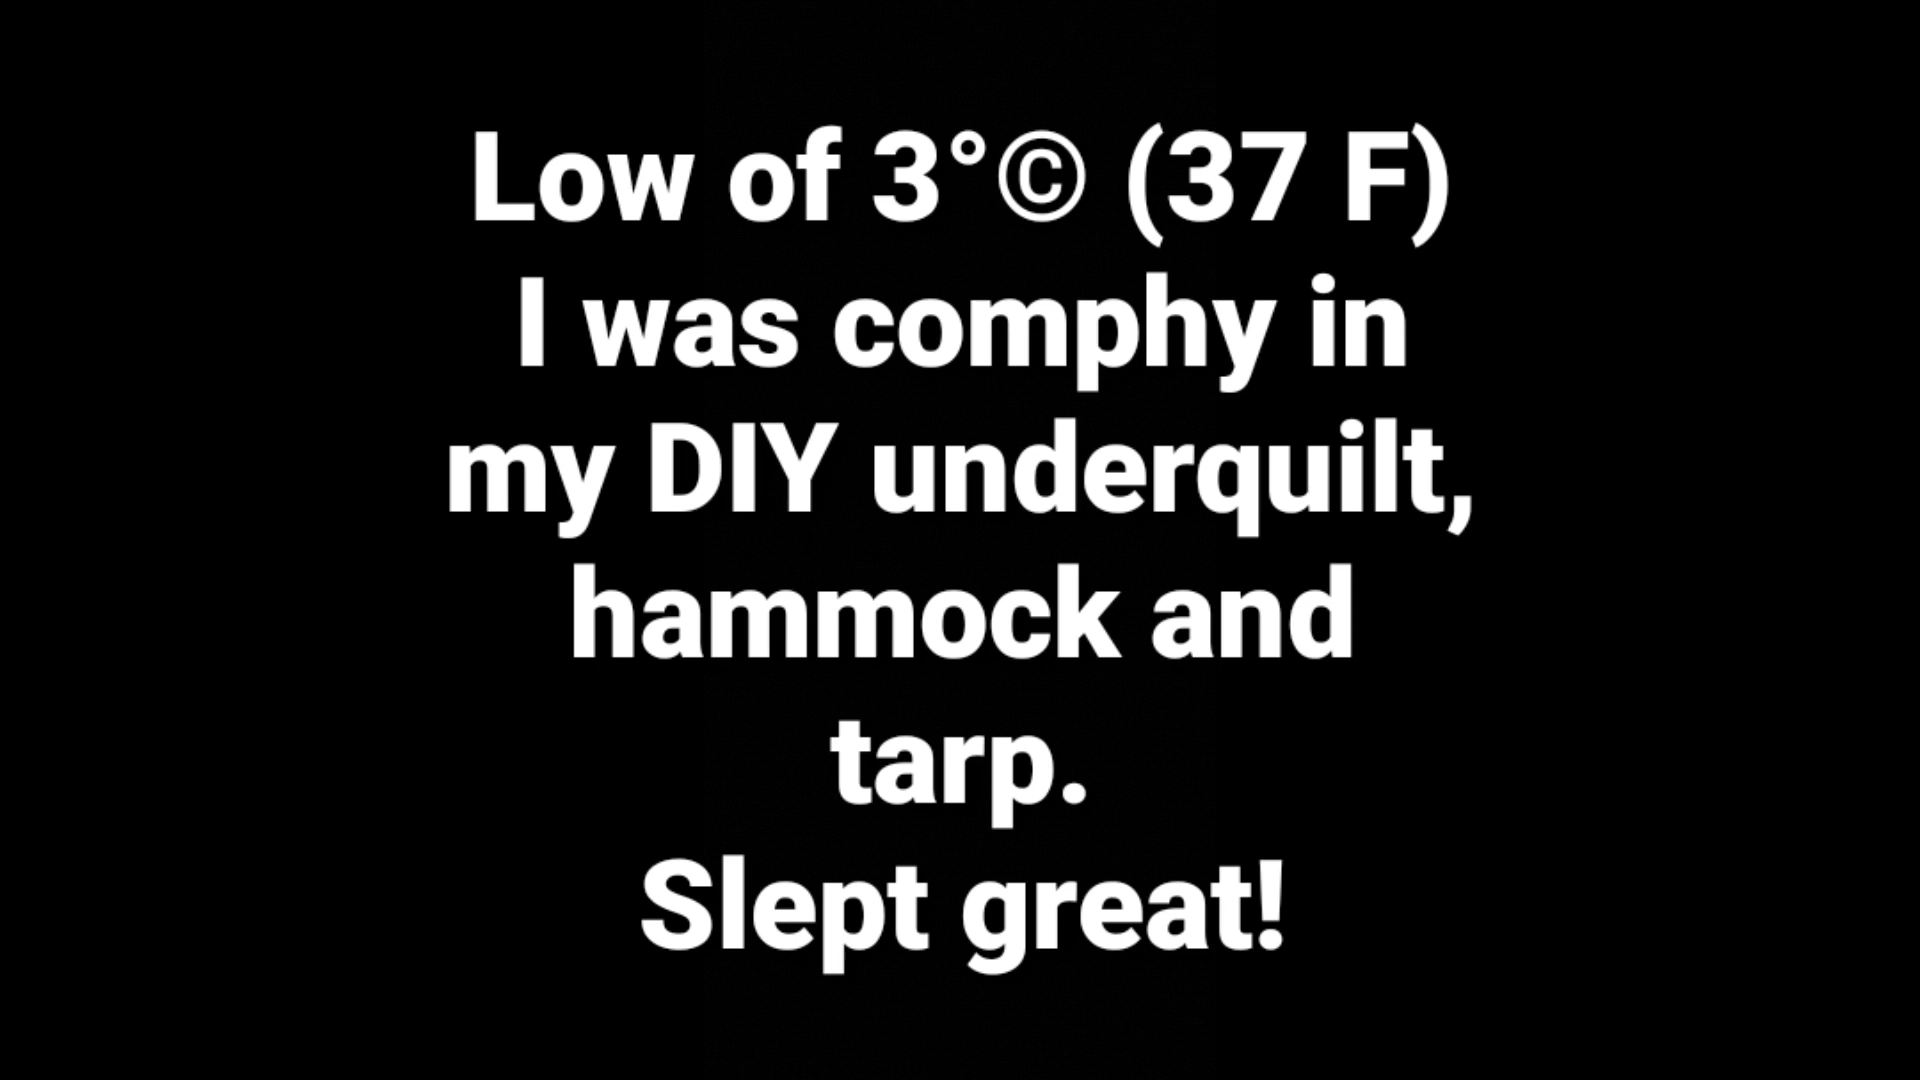 Low of 3°© (37 F)
I was comphy in
my DIY underquilt,
hammock and
tarp.
Slept great!